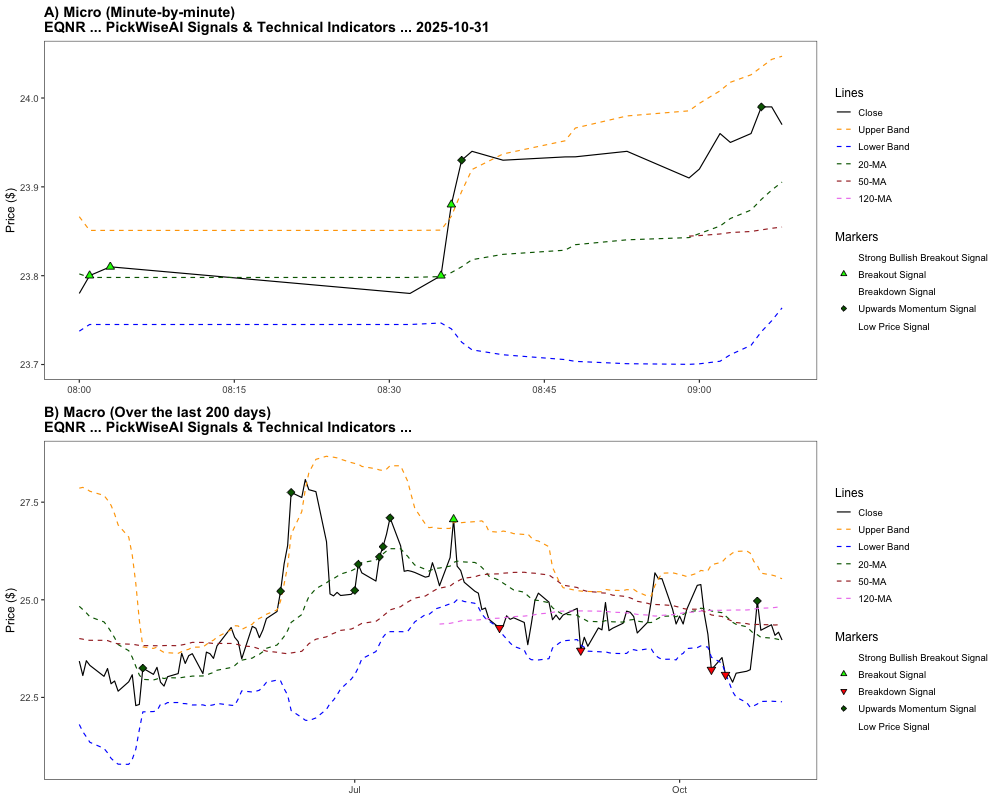 A) Micro (Minute-by-minute)
EQNR ... PickWiseAI Signals & Technical Indicators ... 2025-10-31
Price ($)
24.0
23.9
23.8
23.7
08:00
08:15
08:30
08:45
09:00
Lines
Close
Upper Band
Lower Band
20-MA
50-MA
120-MA
Markers
Strong Bullish Breakout Signal
Breakout Signal
Breakdown Signal
Upwards Momentum Signal
Low Price Signal
B) Macro (Over the last 200 days)
EQNR ... PickWiseAI Signals & Technical Indicators ...
Price ($)
27.5
25.0
22.5
Jul
Oct
Lines
Close
Upper Band
Lower Band
20-MA
50-MA
120-MA
Markers
Strong Bullish Breakout Signal
Breakout Signal
Breakdown Signal
Upwards Momentum Signal
Low Price Signal